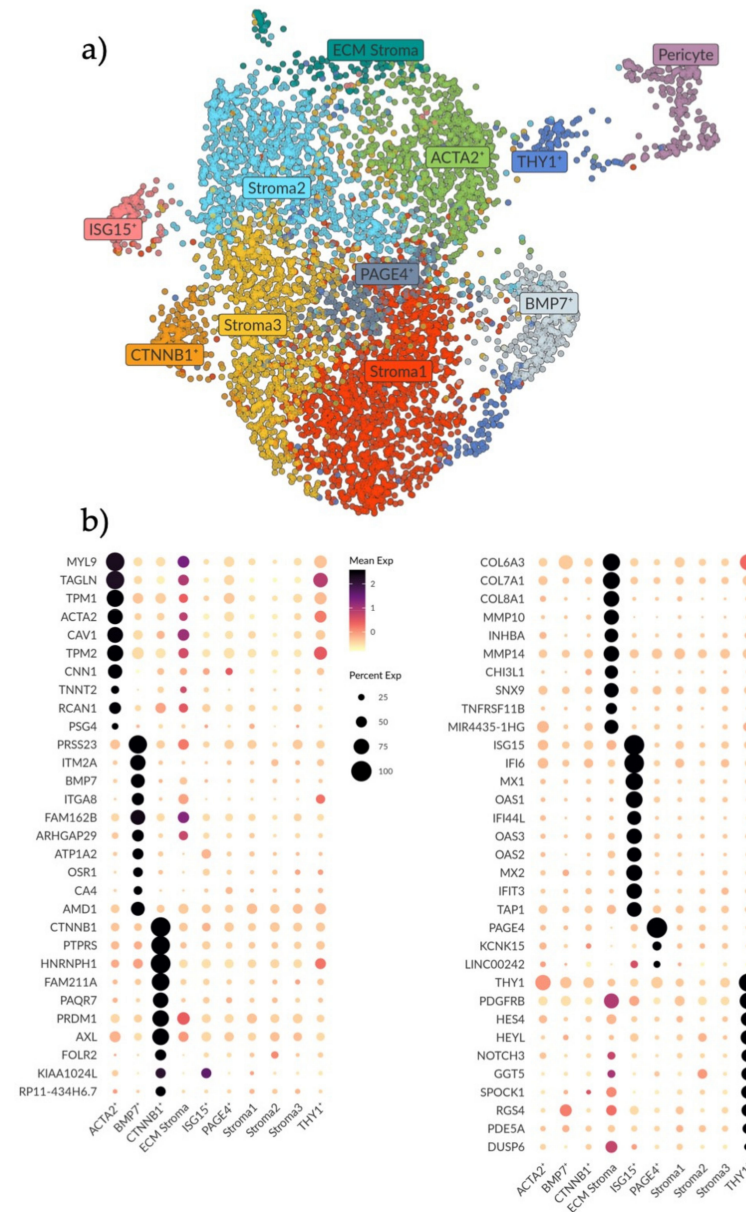 a)
ECM Stroma
Pericyte
ACTA2⁺
THY1⁺
Stroma2
ISG15⁺
PAGE4⁺
BMP7⁺
Stroma3
CTNNB1⁺
Stroma1
b)
MYL9
TAGLN
TPM1
ACTA2
CAV1
TPM2
CNN1
TNNT2
RCAN1
PSG4
PRSS23
ITM2A
BMP7
ITGA8
FAM162B
ARHGAP29
ATP1A2
OSR1
CA4
AMD1
CTNNB1
PTPRS
HNRNPH1
FAM211A
PAQR7
PRDM1
AXL
FOLR2
KIAA1024L
RP11-434H6.7
ACTA2⁺
BMP7⁺
CTNNB1⁺
ECM Stroma
ISG15⁺
PAGE4⁺
Stroma1
Stroma2
Stroma3
THY1⁺
Mean Exp
2
1
0
Percent Exp
25
50
75
100
COL6A3
COL7A1
COL8A1
MMP10
INHBA
MMP14
CHI3L1
SNX9
TNFRSF11B
MIR4435-1HG
ISG15
IFI6
MX1
OAS1
IFI44L
OAS3
OAS2
MX2
IFIT3
TAP1
PAGE4
KCNK15
LINC00242
THY1
PDGFRB
HES4
HEYL
NOTCH3
GGT5
SPOCK1
RGS4
PDE5A
DUSP6
ACTA2⁺
BMP7⁺
CTNNB1⁺
ECM Stroma
ISG15⁺
PAGE4⁺
Stroma1
Stroma2
Stroma3
THY1